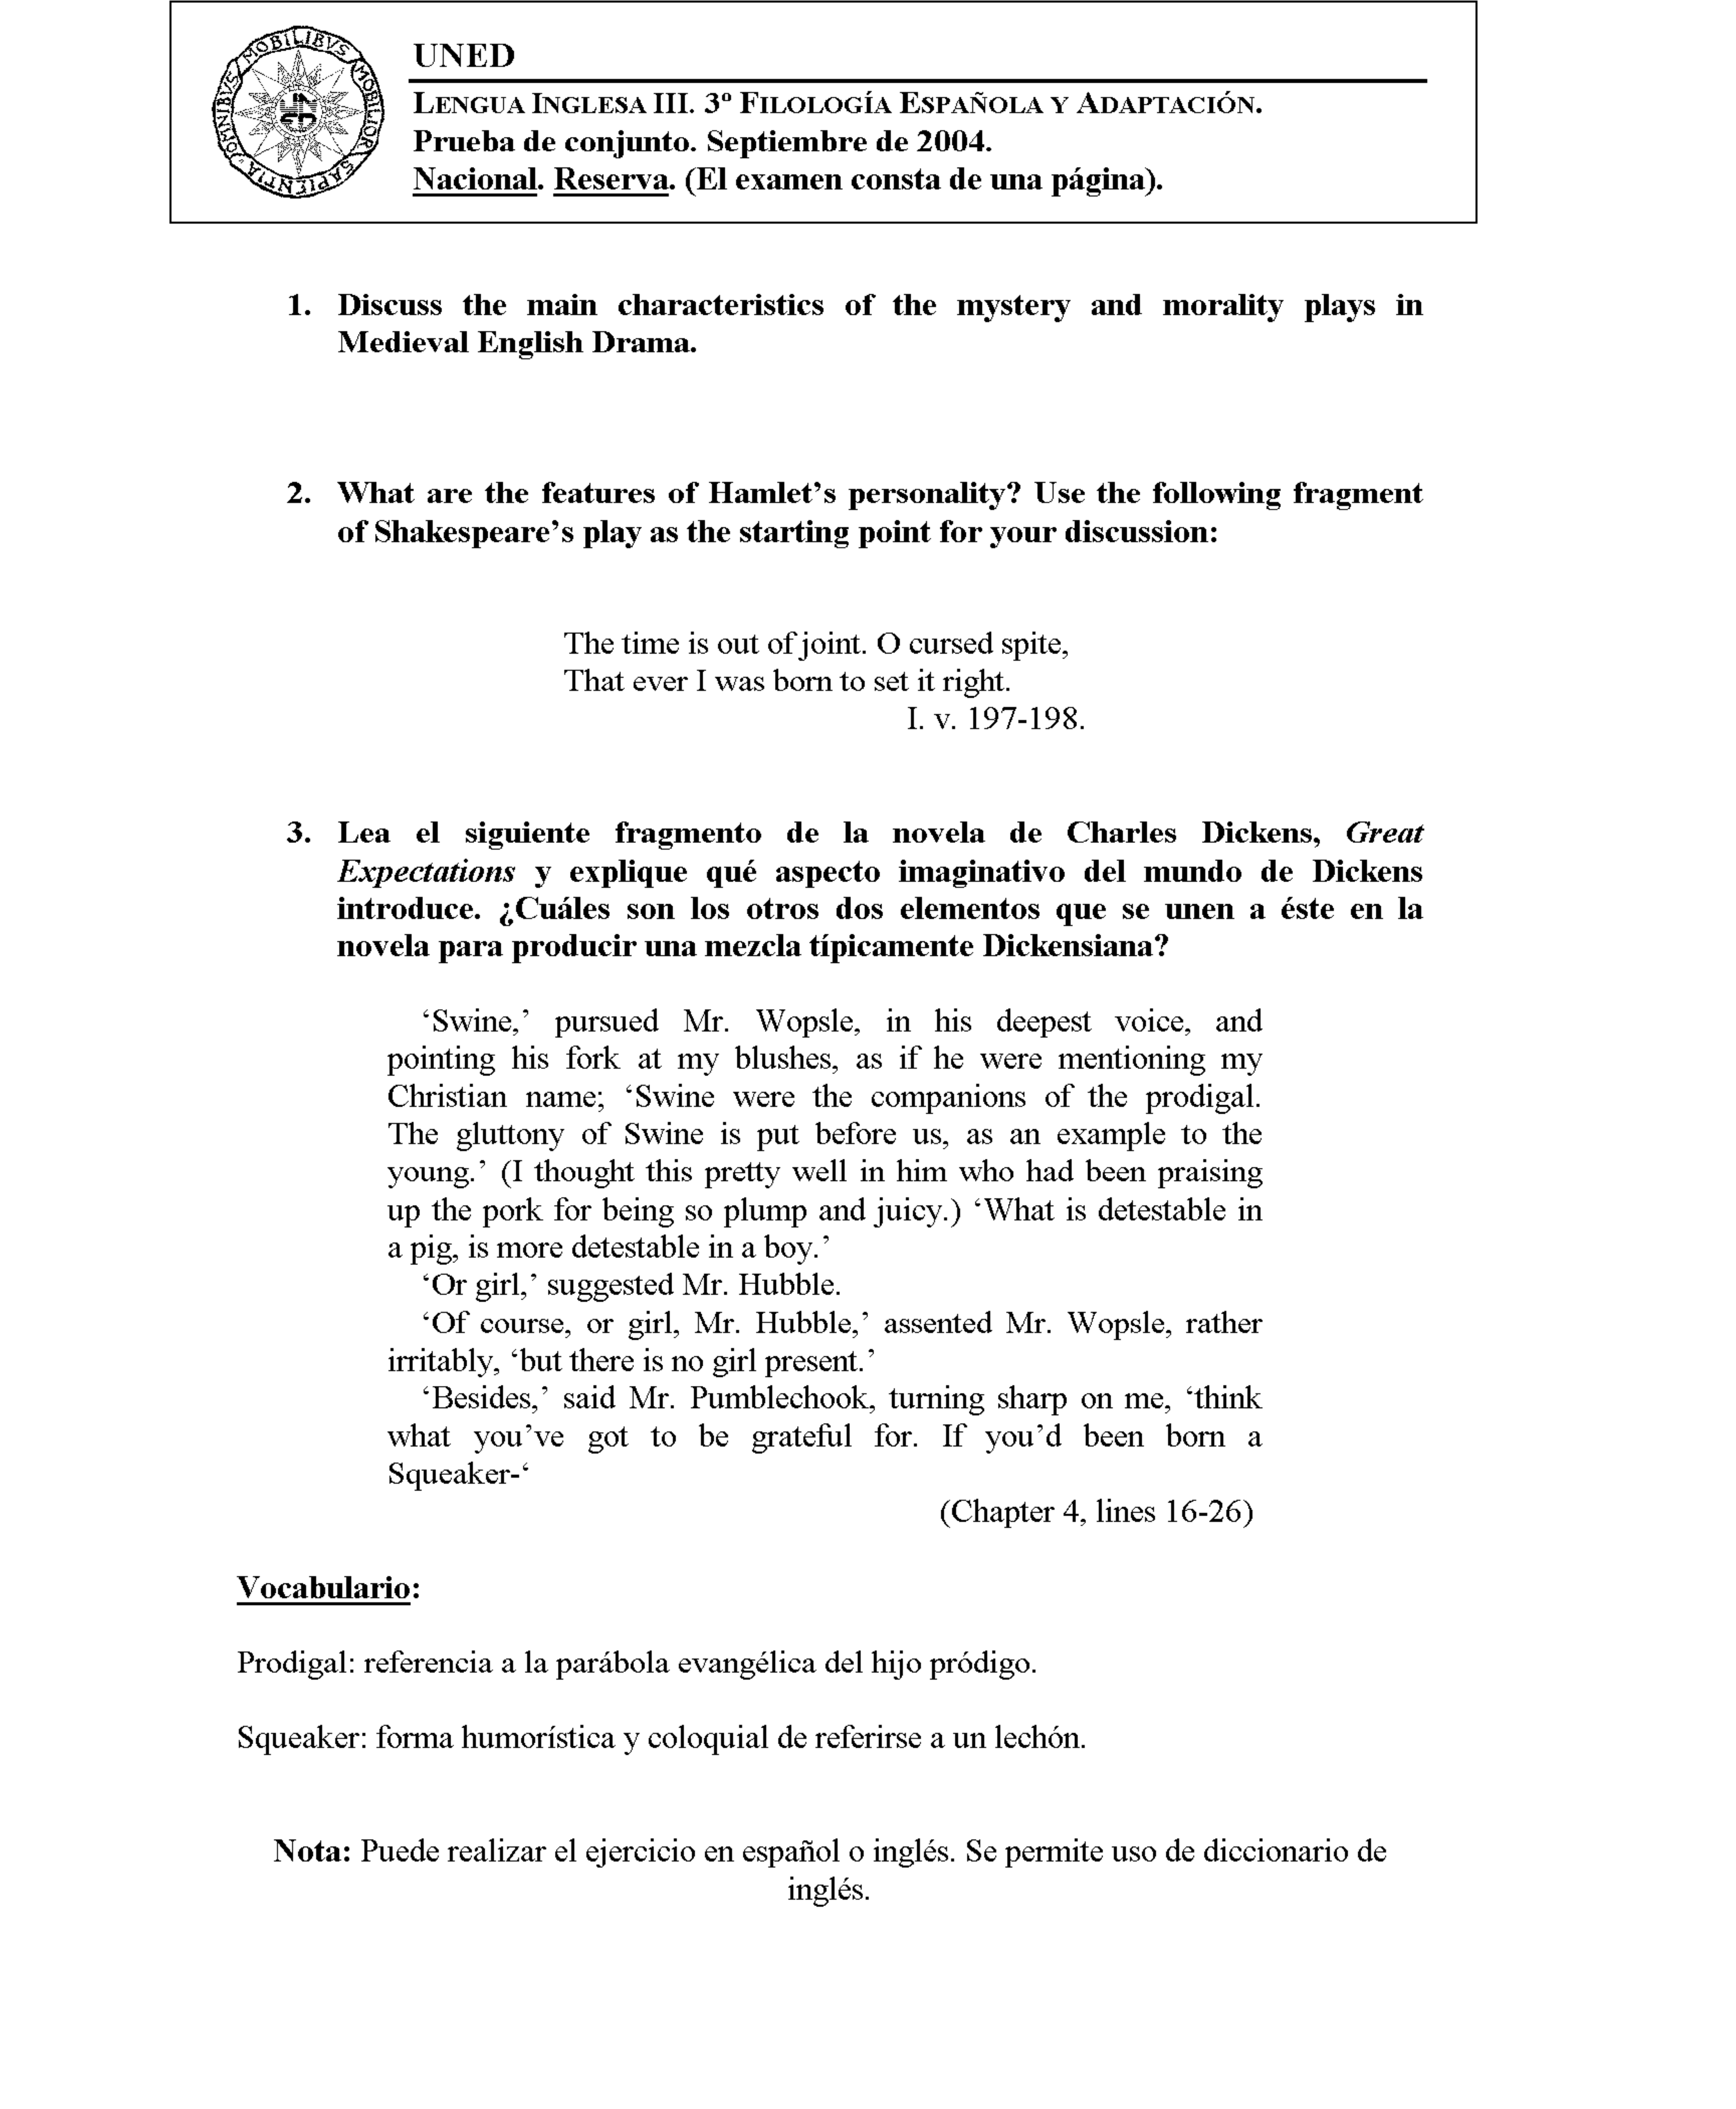 OMNIBVS MOBILIBVS MOBILIOR SAPIENTIA
UNED
LENGUA INGLESA III. 3º FILOLOGÍA ESPAÑOLA Y ADAPTACIÓN.
Prueba de conjunto. Septiembre de 2004.
Nacional. Reserva. (El examen consta de una página).
1. Discuss the main characteristics of the mystery and morality plays in
Medieval English Drama.
2. What are the features of Hamlet’s personality? Use the following fragment
of Shakespeare’s play as the starting point for your discussion:
The time is out of joint. O cursed spite,
That ever I was born to set it right.
I. v. 197-198.
3. Lea el siguiente fragmento de la novela de Charles Dickens, Great
Expectations y explique qué aspecto imaginativo del mundo de Dickens
introduce. ¿Cuáles son los otros dos elementos que se unen a éste en la
novela para producir una mezcla típicamente Dickensiana?
‘Swine,’ pursued Mr. Wopsle, in his deepest voice, and
pointing his fork at my blushes, as if he were mentioning my
Christian name; ‘Swine were the companions of the prodigal.
The gluttony of Swine is put before us, as an example to the
young.’ (I thought this pretty well in him who had been praising
up the pork for being so plump and juicy.) ‘What is detestable in
a pig, is more detestable in a boy.’
‘Or girl,’ suggested Mr. Hubble.
‘Of course, or girl, Mr. Hubble,’ assented Mr. Wopsle, rather
irritably, ‘but there is no girl present.’
‘Besides,’ said Mr. Pumblechook, turning sharp on me, ‘think
what you’ve got to be grateful for. If you’d been born a
Squeaker-‘
(Chapter 4, lines 16-26)
Vocabulario:
Prodigal: referencia a la parábola evangélica del hijo pródigo.
Squeaker: forma humorística y coloquial de referirse a un lechón.
Nota: Puede realizar el ejercicio en español o inglés. Se permite uso de diccionario de
inglés.